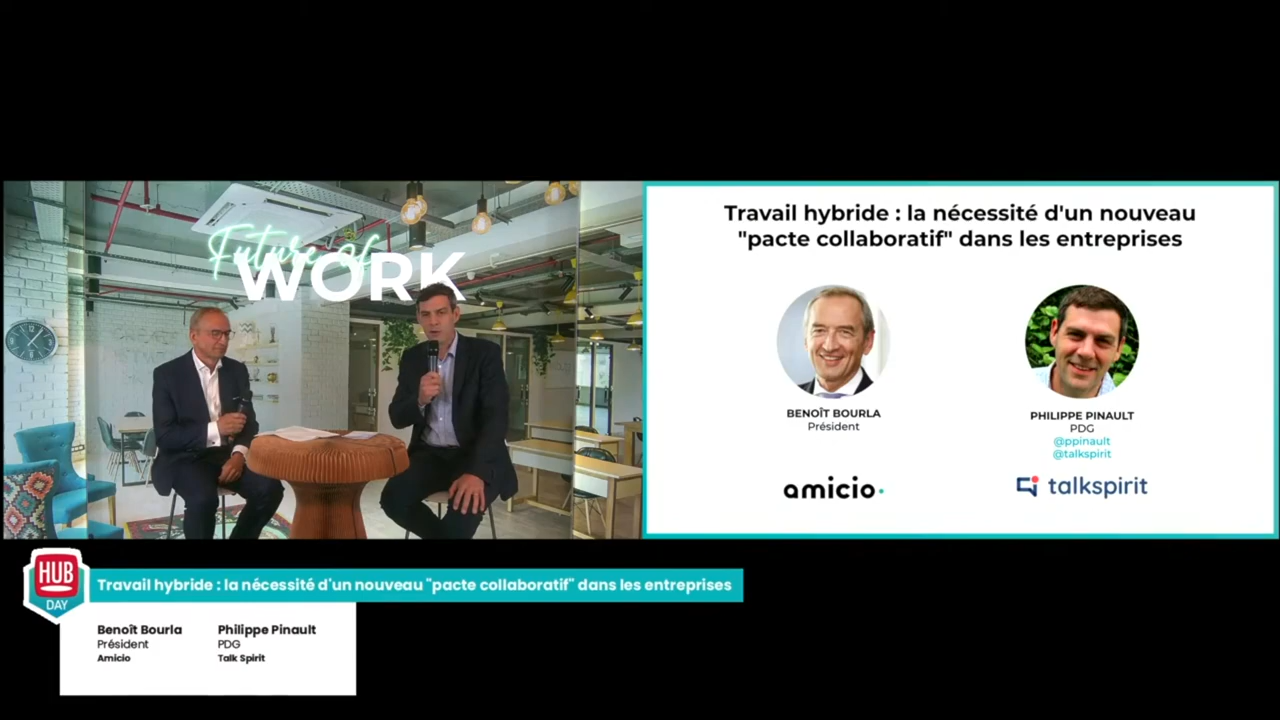 Future of
WORK
Travail hybride : la nécessité d'un nouveau
"pacte collaboratif" dans les entreprises
BENOÎT BOURLA
Président
PHILIPPE PINAULT
PDG
@ppinault
@talkspirit
amicio
talkspirit
HUB
DAY
Travail hybride : la nécessité d'un nouveau "pacte collaboratif" dans les entreprises
Benoît Bourla
Président
Amicio
Philippe Pinault
PDG
Talk Spirit